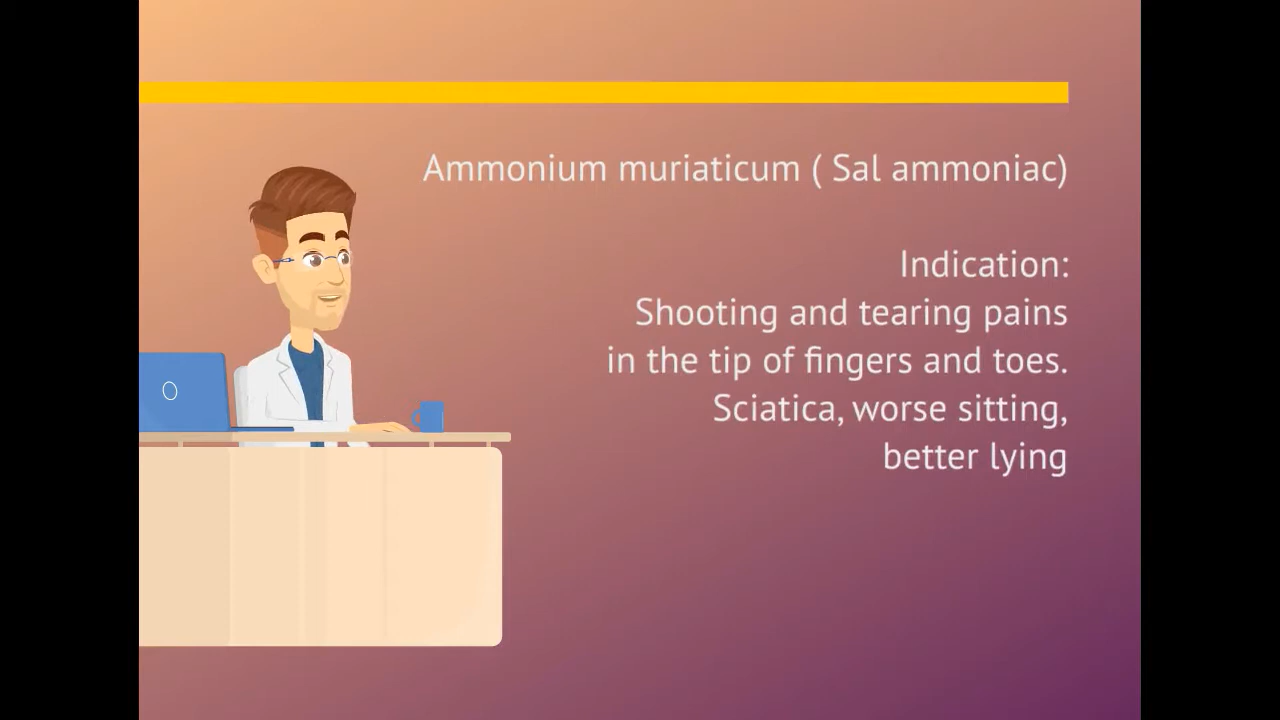 Ammonium muriaticum ( Sal ammoniac)
Indication:
Shooting and tearing pains
in the tip of fingers and toes.
Sciatica, worse sitting,
better lying